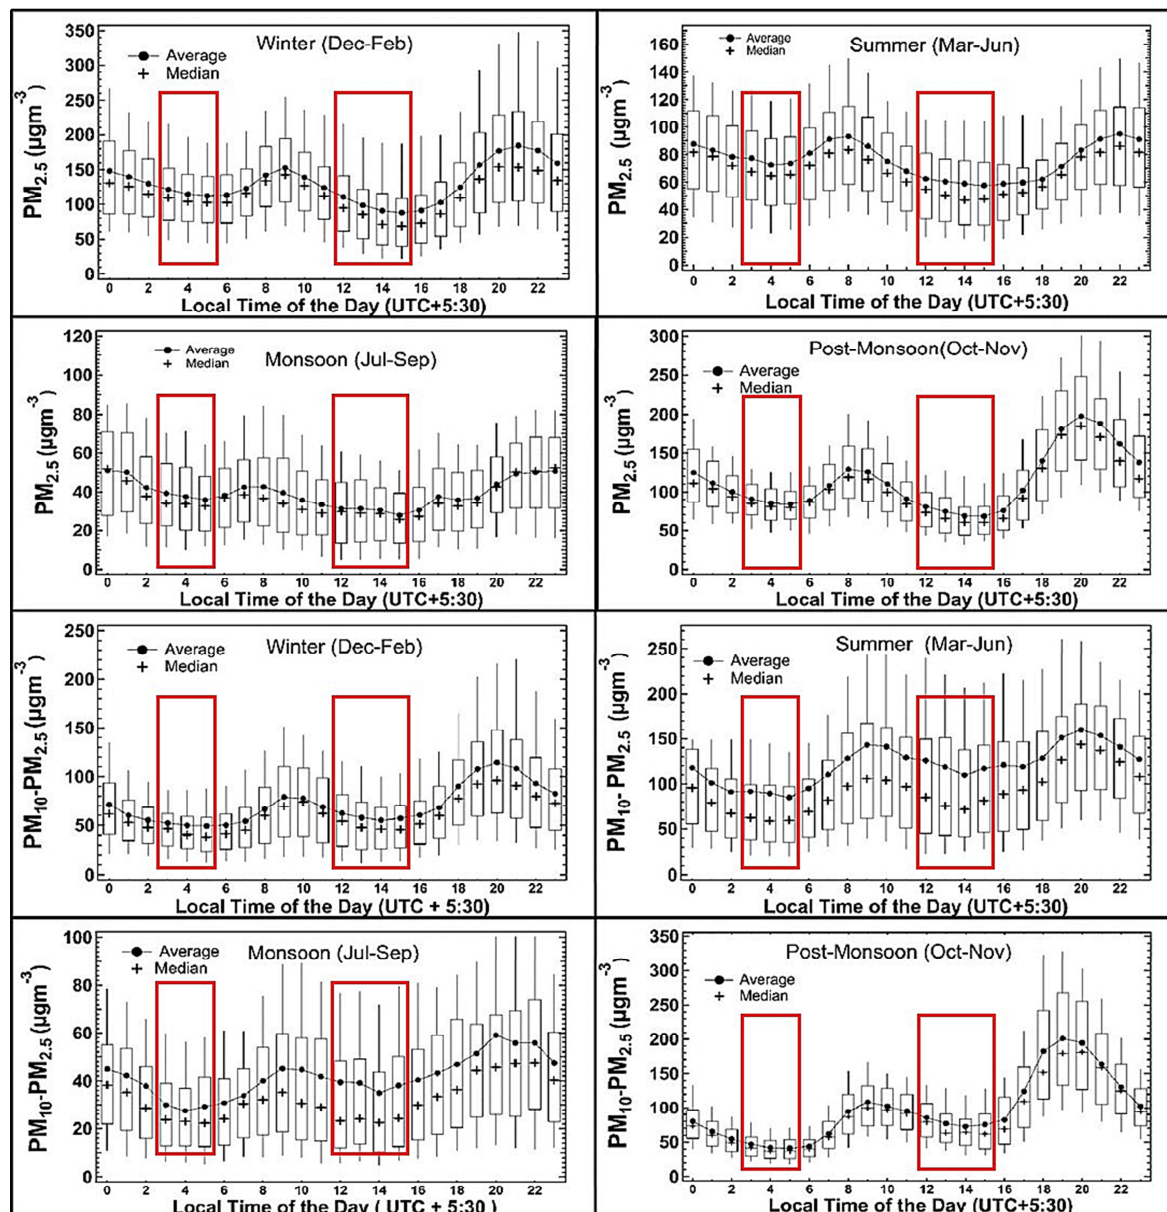 Winter (Dec-Feb)
Average
Median
PM2.5 (µgm-3)
350
300
250
200
150
100
50
0
0 2 4 6 8 10 12 14 16 18 20 22
Local Time of the Day (UTC+5:30)
Summer (Mar-Jun)
Average
Median
PM2.5 (µgm-3)
160
140
120
100
80
60
40
20
0
0 2 4 6 8 10 12 14 16 18 20 22
Local Time of the Day (UTC+5:30)
Monsoon (Jul-Sep)
Average
Median
PM2.5 (µgm-3)
120
100
80
60
40
20
0
0 2 4 6 8 10 12 14 16 18 20 22
Local Time of the Day (UTC+5:30)
Post-Monsoon(Oct-Nov)
Average
Median
PM2.5 (µgm-3)
300
250
200
150
100
50
0
0 2 4 6 8 10 12 14 16 18 20 22
Local Time of the Day (UTC+5:30)
Winter (Dec-Feb)
Average
Median
PM10-PM2.5 (µgm-3)
250
200
150
100
50
0
0 2 4 6 8 10 12 14 16 18 20 22
Local Time of the Day (UTC + 5:30)
Summer (Mar-Jun)
Average
Median
PM10- PM2.5 (µgm-3)
250
200
150
100
50
0
0 2 4 6 8 10 12 14 16 18 20 22
Local Time of the Day (UTC+5:30)
Monsoon (Jul-Sep)
Average
Median
PM10-PM2.5 (µgm-3)
100
80
60
40
20
0
0 2 4 6 8 10 12 14 16 18 20 22
Local Time of the Day ( UTC + 5:30 )
Post-Monsoon (Oct-Nov)
Average
Median
PM10-PM2.5 (µgm-3)
350
300
250
200
150
100
50
0
0 2 4 6 8 10 12 14 16 18 20 22
Local Time of the Day (UTC+5:30)